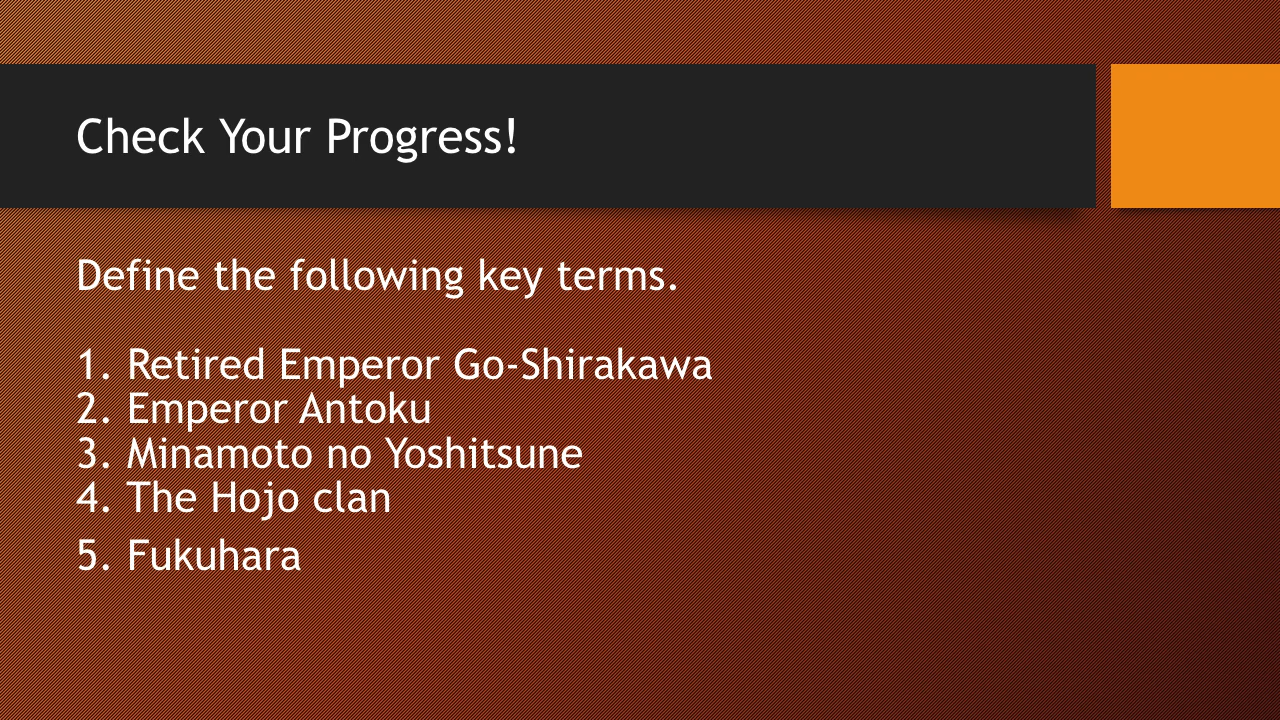 Check Your Progress!
Define the following key terms.
1. Retired Emperor Go-Shirakawa
2. Emperor Antoku
3. Minamoto no Yoshitsune
4. The Hojo clan
5. Fukuhara